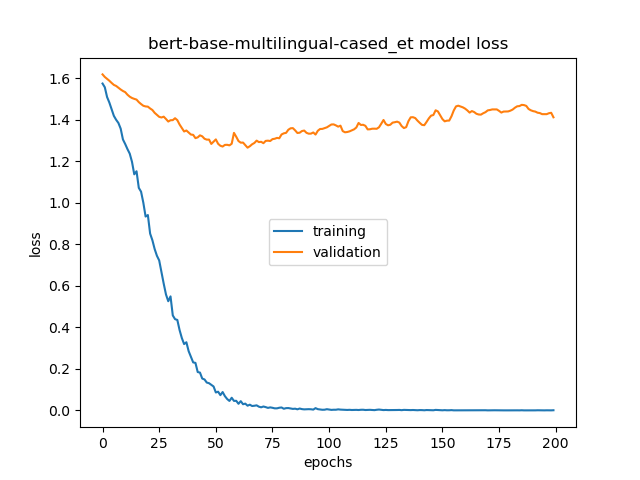 bert-base-multilingual-cased_et model loss
loss
1.6
1.4
1.2
1.0
0.8
0.6
0.4
0.2
0.0
training
validation
0 25 50 75 100 125 150 175 200
epochs